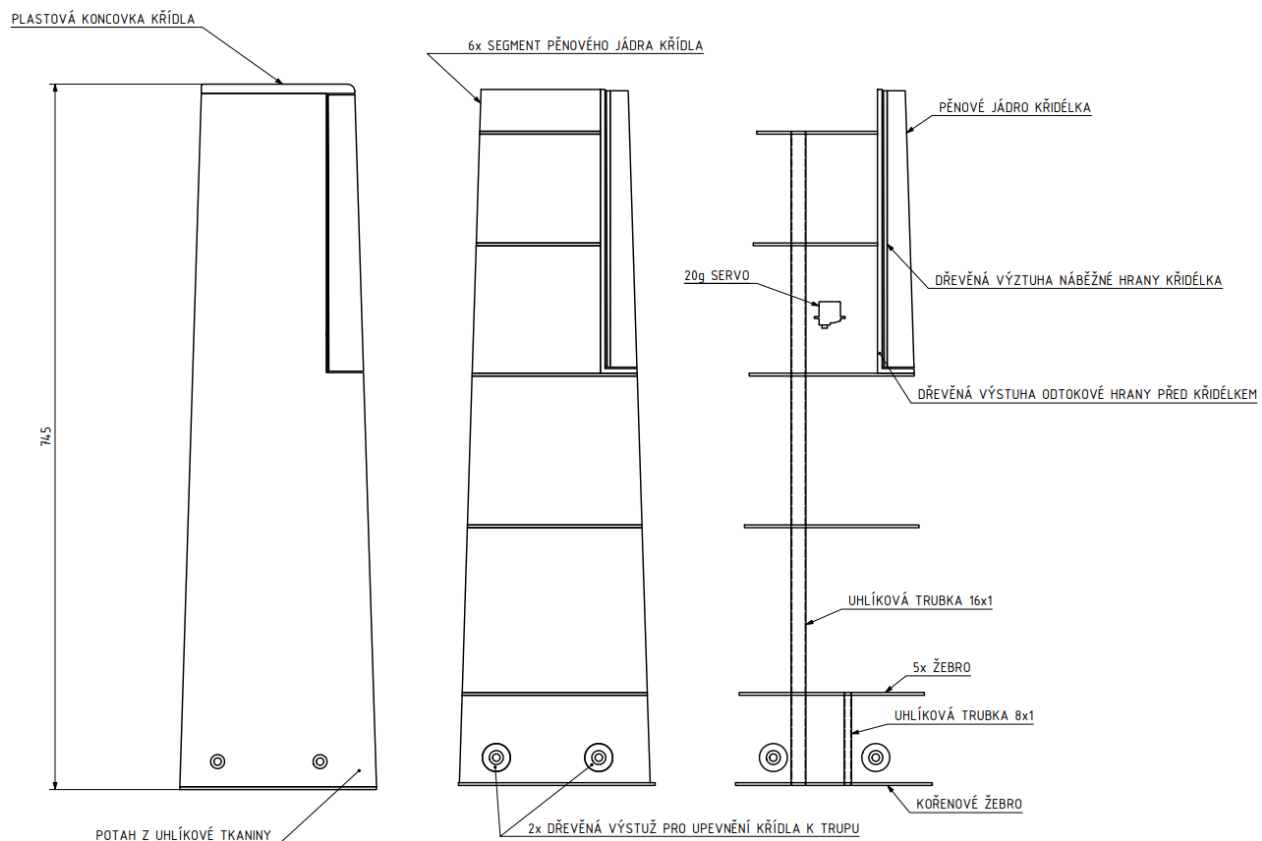 PLASTOVÁ KONCOVKA KŘÍDLA
6x SEGMENT PĚNOVÉHO JÁDRA KŘÍDLA
PĚNOVÉ JÁDRO KŘIDÉLKA
20g SERVO
DŘEVĚNÁ VÝZTUHA NÁBĚŽNÉ HRANY KŘIDÉLKA
DŘEVĚNÁ VÝSTUHA ODTOKOVÉ HRANY PŘED KŘIDÉLKEM
745
UHLÍKOVÁ TRUBKA 16x1
5x ŽEBRO
UHLÍKOVÁ TRUBKA 8x1
KOŘENOVÉ ŽEBRO
POTAH Z UHLÍKOVÉ TKANINY
2x DŘEVĚNÁ VÝSTUŽ PRO UPEVNĚNÍ KŘÍDLA K TRUPU